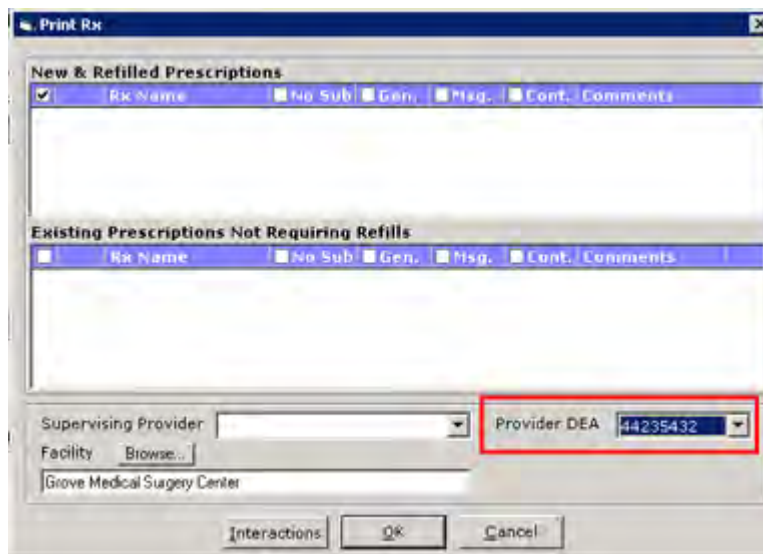 Print Rx
New & Refilled Prescriptions
Rx Name No Sub Gen. Msg. Cont. Comments
Existing Prescriptions Not Requiring Refills
Rx Name No Sub Gen. Msg. Cont. Comments
Supervising Provider Provider DEA 44235432
Facility Browse...
Grove Medical Surgery Center
Interactions OK Cancel